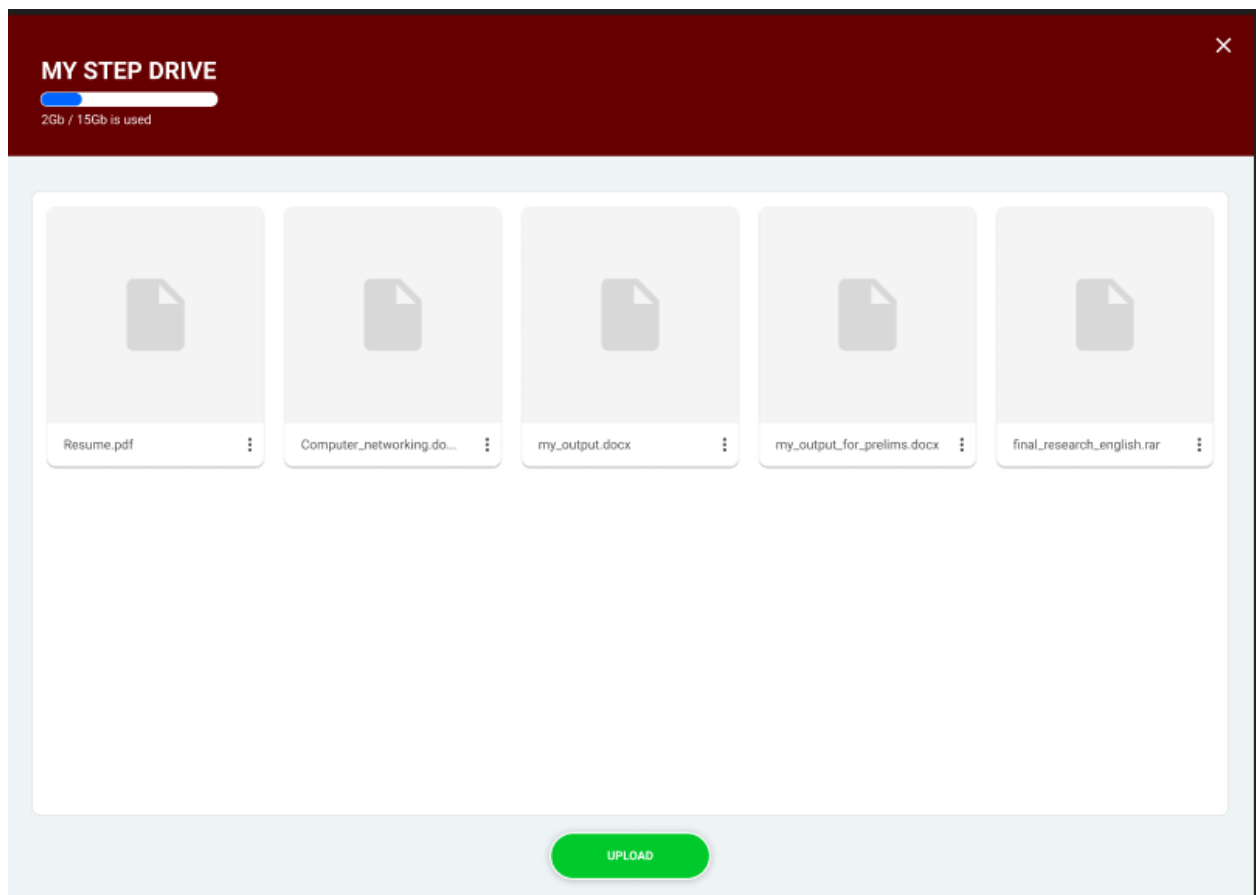 MY STEP DRIVE
2Gb / 15Gb is used
Resume.pdf
Computer_networking.do...
my_output.docx
my_output_for_prelims.docx
final_research_english.rar
UPLOAD